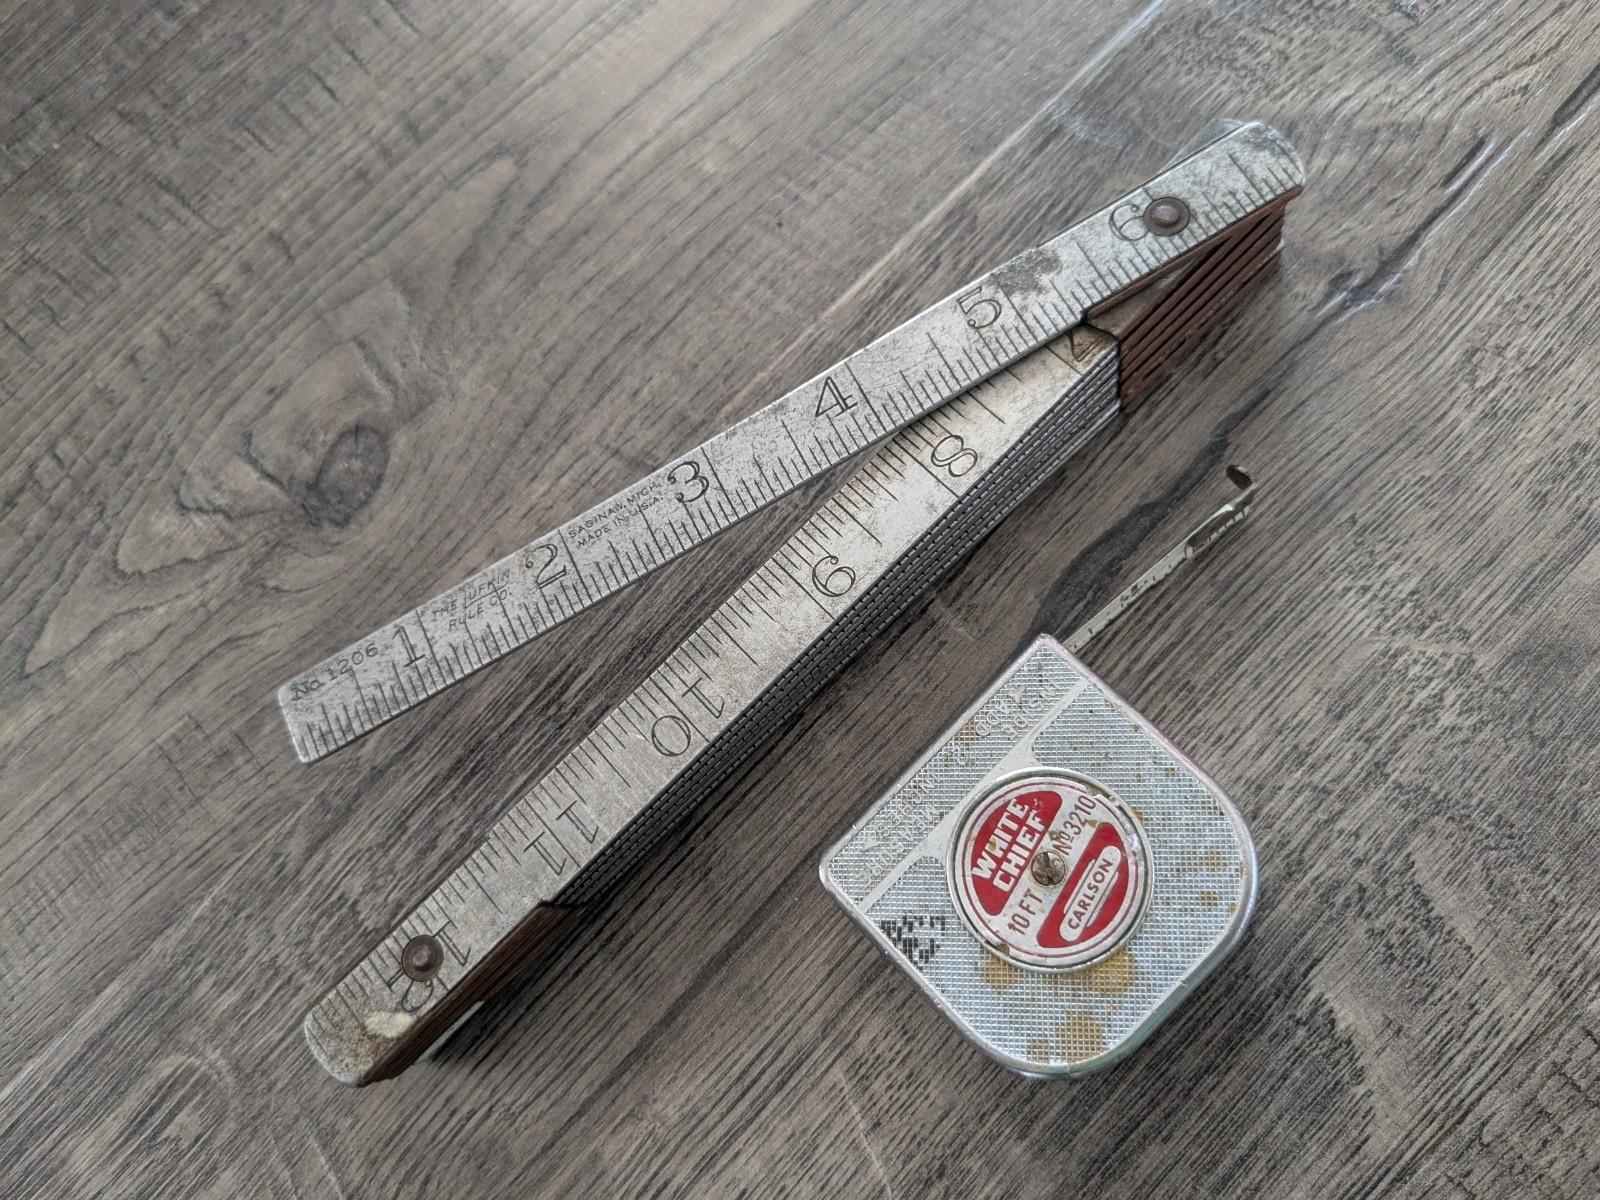 No. 1206
1
THE LUFKIN
RULE CO.
2
SAGINAW, MICH.
MADE IN U.S.A.
3
4
5
6
8
9
10
11
12
WHITE
CHIEF
10 FT.
No 3210
CARLSON